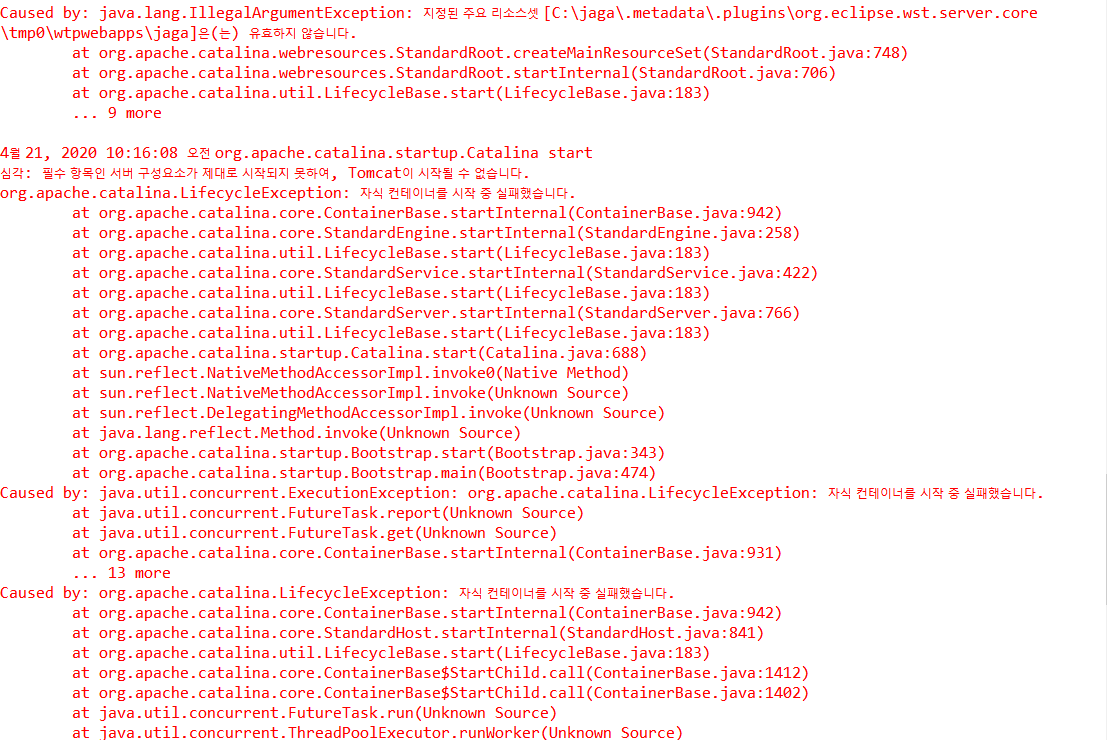 Caused by: java.lang.IllegalArgumentException: 지정된 주요 리소스셋 [C:\jaga\.metadata\.plugins\org.eclipse.wst.server.core
\tmp0\wtpwebapps\jaga]은(는) 유효하지 않습니다.
at org.apache.catalina.webresources.StandardRoot.createMainResourceSet(StandardRoot.java:748)
at org.apache.catalina.webresources.StandardRoot.startInternal(StandardRoot.java:706)
at org.apache.catalina.util.LifecycleBase.start(LifecycleBase.java:183)
... 9 more
4월 21, 2020 10:16:08 오전 org.apache.catalina.startup.Catalina start
심각: 필수 항목인 서버 구성요소가 제대로 시작되지 못하여, Tomcat이 시작될 수 없습니다.
org.apache.catalina.LifecycleException: 자식 컨테이너를 시작 중 실패했습니다.
at org.apache.catalina.core.ContainerBase.startInternal(ContainerBase.java:942)
at org.apache.catalina.core.StandardEngine.startInternal(StandardEngine.java:258)
at org.apache.catalina.util.LifecycleBase.start(LifecycleBase.java:183)
at org.apache.catalina.core.StandardService.startInternal(StandardService.java:422)
at org.apache.catalina.util.LifecycleBase.start(LifecycleBase.java:183)
at org.apache.catalina.core.StandardServer.startInternal(StandardServer.java:766)
at org.apache.catalina.util.LifecycleBase.start(LifecycleBase.java:183)
at org.apache.catalina.startup.Catalina.start(Catalina.java:688)
at sun.reflect.NativeMethodAccessorImpl.invoke0(Native Method)
at sun.reflect.NativeMethodAccessorImpl.invoke(Unknown Source)
at sun.reflect.DelegatingMethodAccessorImpl.invoke(Unknown Source)
at java.lang.reflect.Method.invoke(Unknown Source)
at org.apache.catalina.startup.Bootstrap.start(Bootstrap.java:343)
at org.apache.catalina.startup.Bootstrap.main(Bootstrap.java:474)
Caused by: java.util.concurrent.ExecutionException: org.apache.catalina.LifecycleException: 자식 컨테이너를 시작 중 실패했습니다.
at java.util.concurrent.FutureTask.report(Unknown Source)
at java.util.concurrent.FutureTask.get(Unknown Source)
at org.apache.catalina.core.ContainerBase.startInternal(ContainerBase.java:931)
... 13 more
Caused by: org.apache.catalina.LifecycleException: 자식 컨테이너를 시작 중 실패했습니다.
at org.apache.catalina.core.ContainerBase.startInternal(ContainerBase.java:942)
at org.apache.catalina.core.StandardHost.startInternal(StandardHost.java:841)
at org.apache.catalina.util.LifecycleBase.start(LifecycleBase.java:183)
at org.apache.catalina.core.ContainerBase$StartChild.call(ContainerBase.java:1412)
at org.apache.catalina.core.ContainerBase$StartChild.call(ContainerBase.java:1402)
at java.util.concurrent.FutureTask.run(Unknown Source)
at java.util.concurrent.ThreadPoolExecutor.runWorker(Unknown Source)